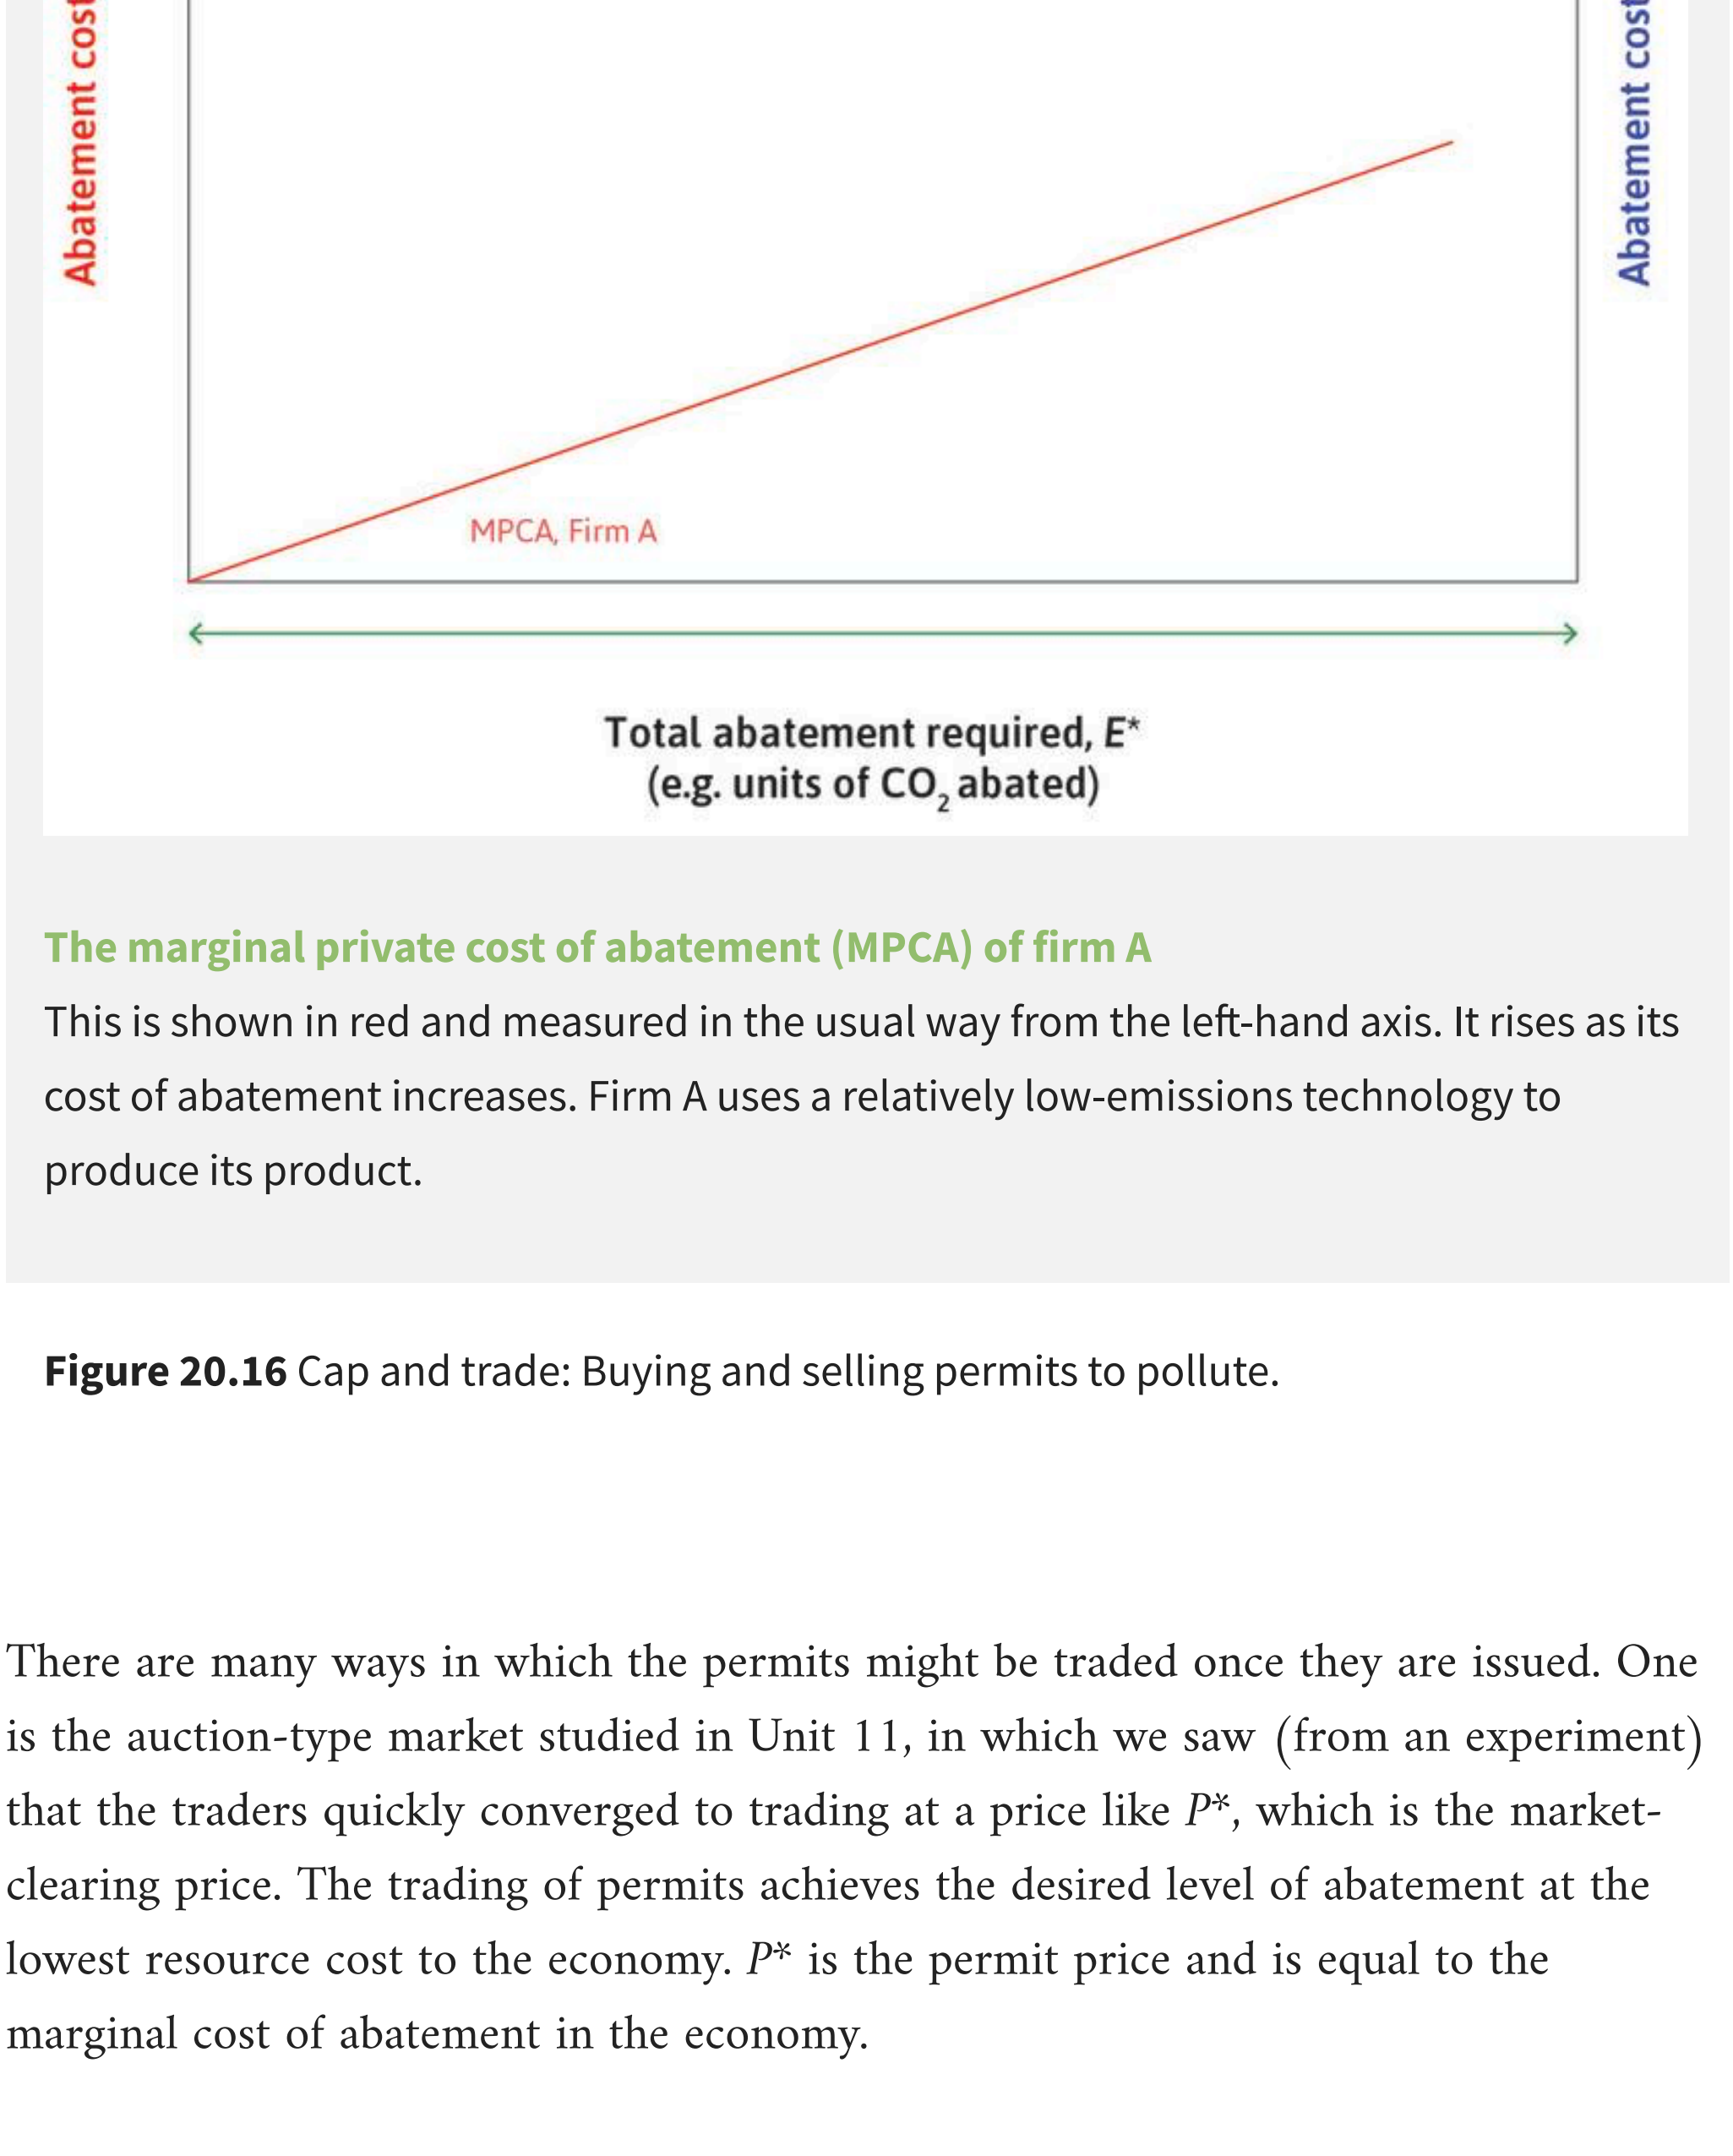 Abatement cost
Abatement cost
MPCA, Firm A
Total abatement required, E*
(e.g. units of CO₂ abated)
The marginal private cost of abatement (MPCA) of firm A
This is shown in red and measured in the usual way from the left-hand axis. It rises as its
cost of abatement increases. Firm A uses a relatively low-emissions technology to
produce its product.
Figure 20.16 Cap and trade: Buying and selling permits to pollute.
There are many ways in which the permits might be traded once they are issued. One
is the auction-type market studied in Unit 11, in which we saw (from an experiment)
that the traders quickly converged to trading at a price like P*, which is the market-
clearing price. The trading of permits achieves the desired level of abatement at the
lowest resource cost to the economy. P* is the permit price and is equal to the
marginal cost of abatement in the economy.